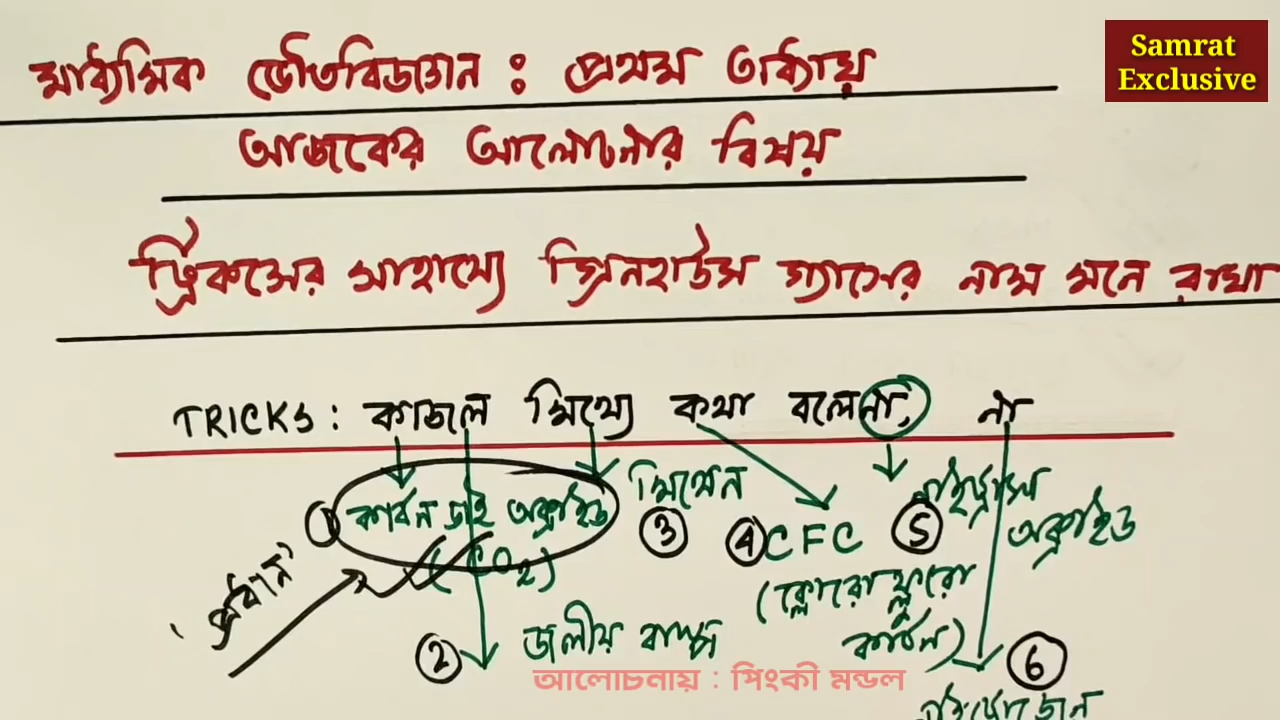 Samrat
Exclusive
মাধ্যমিক ভৌতবিজ্ঞান : প্রথম অধ্যায়
আজকের আলোচনার বিষয়
ট্রিকসের সাহায্যে গ্রিনহাউস গ্যাসের নাম মনে রাখা
TRICKS : কাজল মিথ্যে কথা বলেনা, না
① কার্বন ডাই অক্সাইড (CO2)
'প্রধান'
② জলীয় বাষ্প
③ মিথেন
④ CFC
(ক্লোরোফ্লুরো
কার্বন)
⑤ নাইট্রাস
অক্সাইড
⑥
আলোচনায় : পিংকী মন্ডল